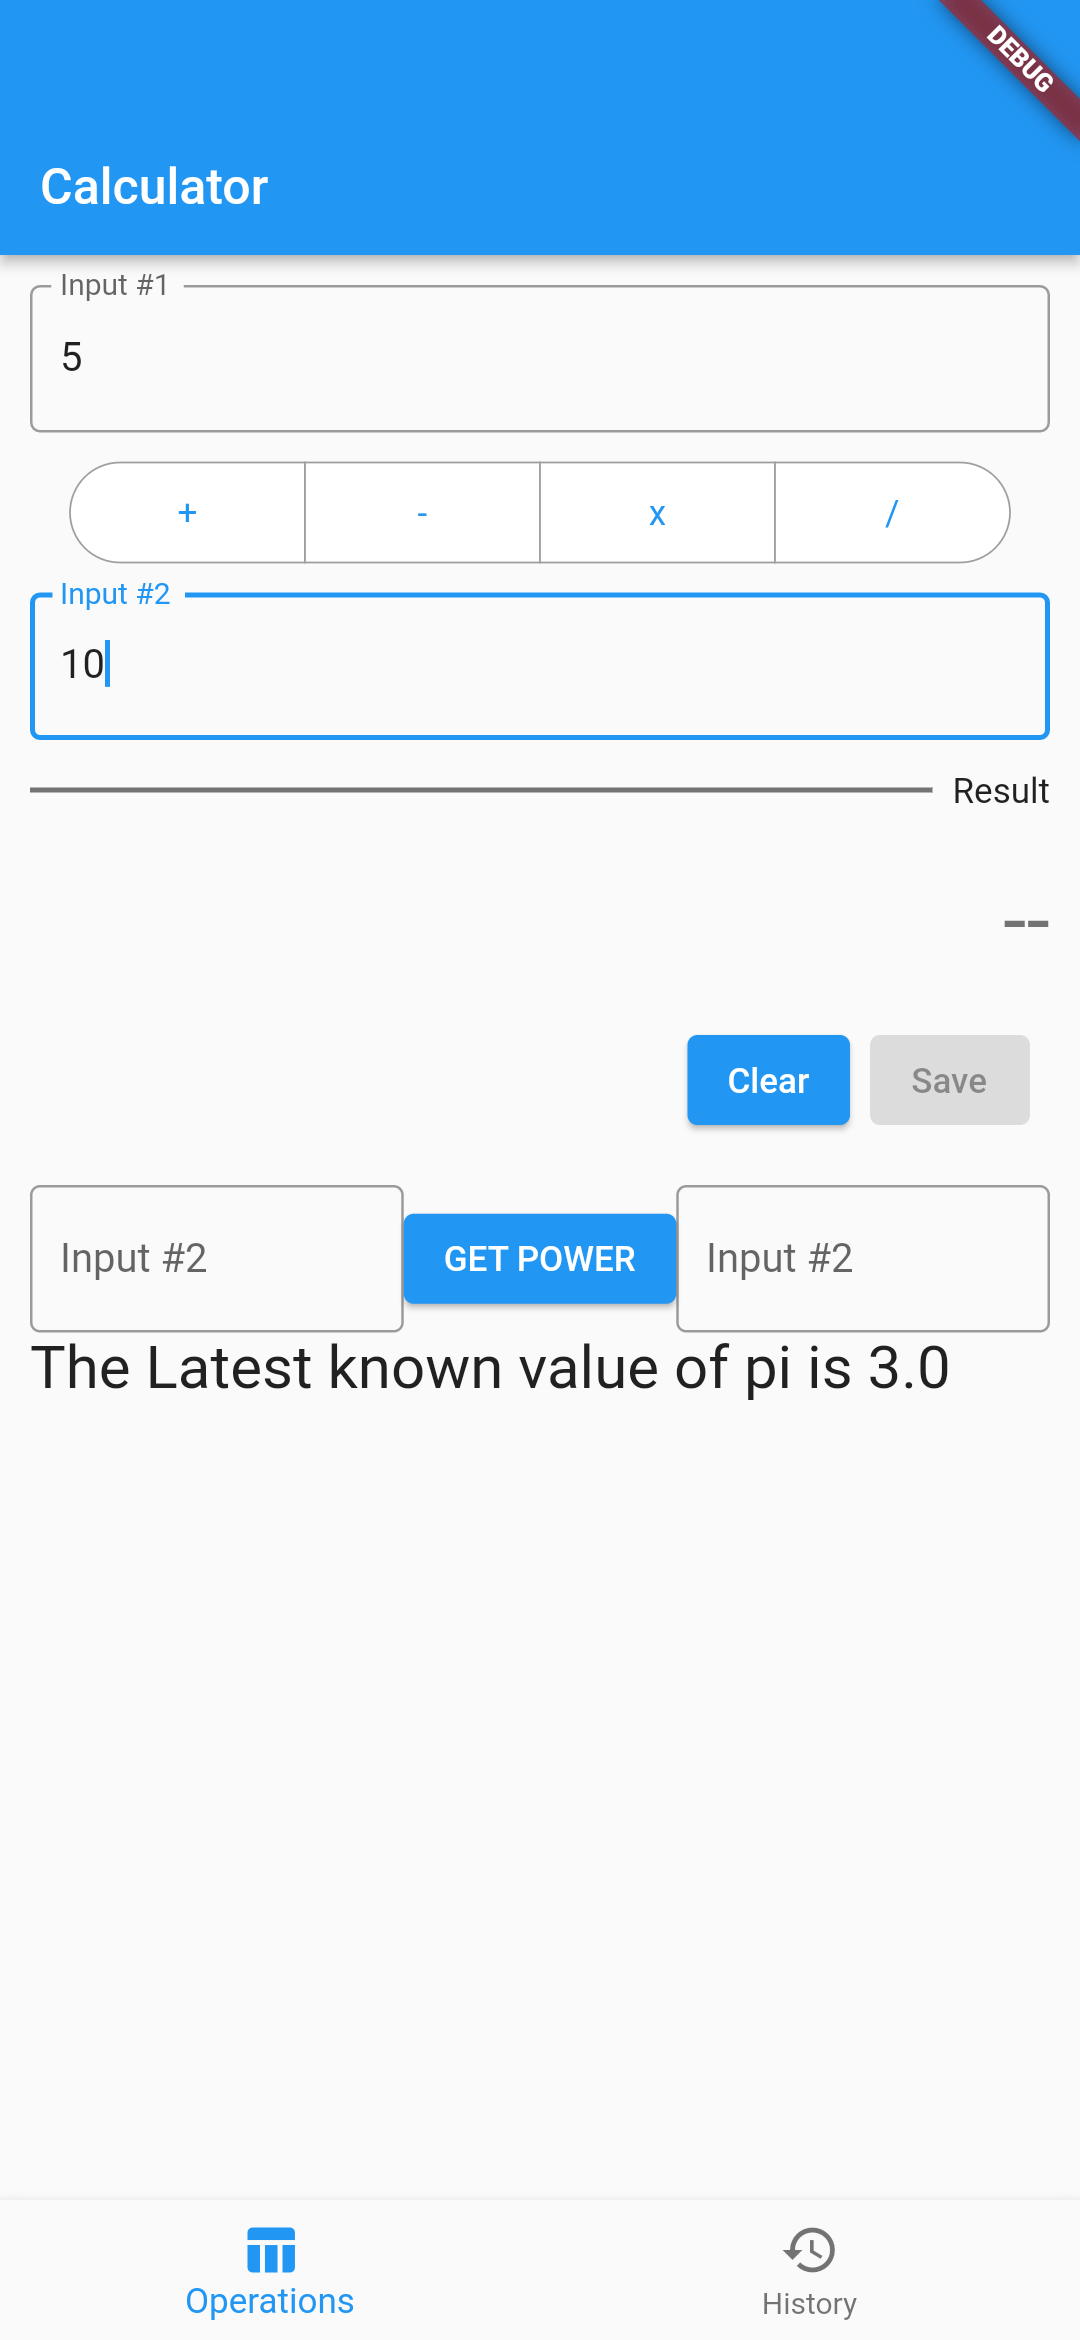 DEBUG
Calculator
Input #1
5
+ - x /
Input #2
10
Result
--
Clear Save
Input #2 GET POWER Input #2
The Latest known value of pi is 3.0
Operations History